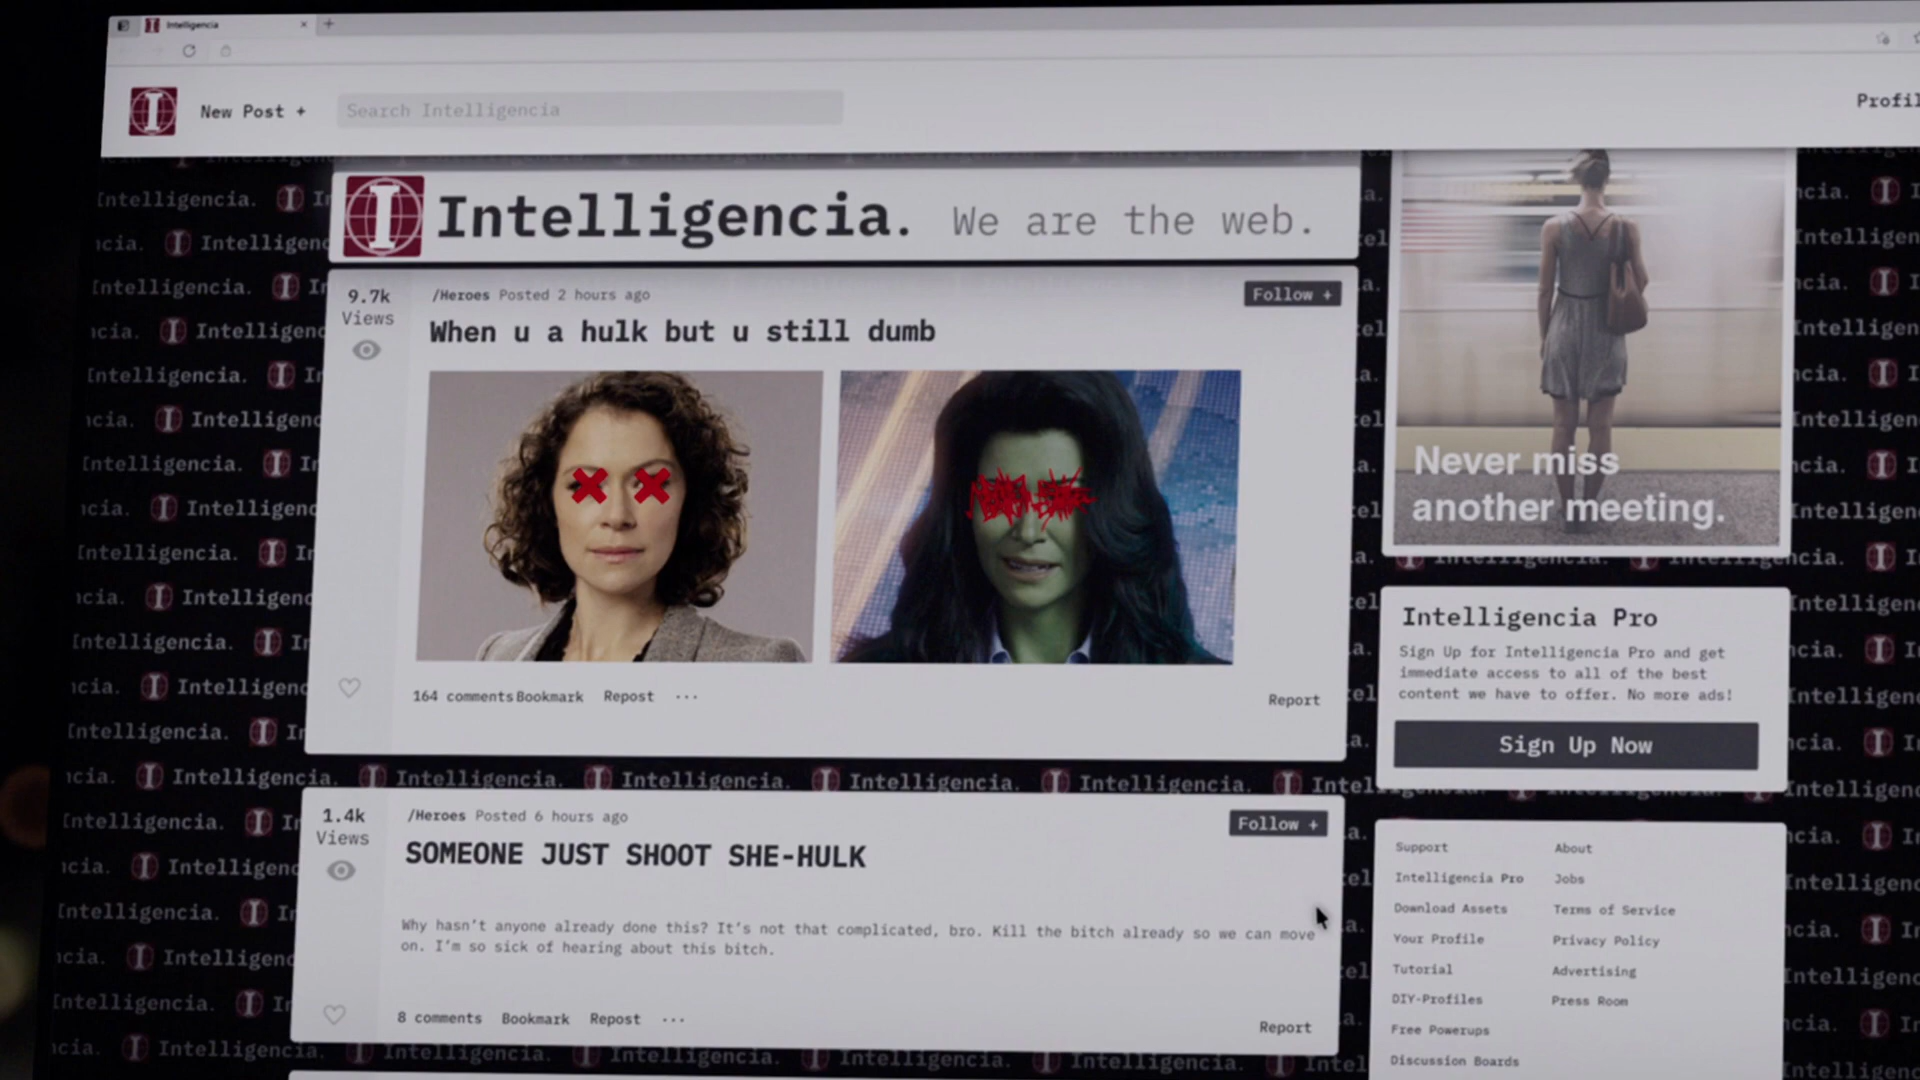 Intelligencia
New Post +
Search Intelligencia
Intelligencia. We are the web.
9.7k
Views
/Heroes Posted 2 hours ago
Follow +
When u a hulk but u still dumb
164 comments Bookmark Repost ...
Report
1.4k
Views
/Heroes Posted 6 hours ago
Follow +
SOMEONE JUST SHOOT SHE-HULK
Why hasn't anyone already done this? It's not that complicated, bro. Kill the bitch already so we can move
on. I'm so sick of hearing about this bitch.
8 comments Bookmark Repost ...
Report
Never miss
another meeting.
Intelligencia Pro
Sign Up for Intelligencia Pro and get
immediate access to all of the best
content we have to offer. No more ads!
Sign Up Now
Support
Intelligencia Pro
Download Assets
Your Profile
Tutorial
DIY-Profiles
Free Powerups
Discussion Boards
About
Jobs
Terms of Service
Privacy Policy
Advertising
Press Room